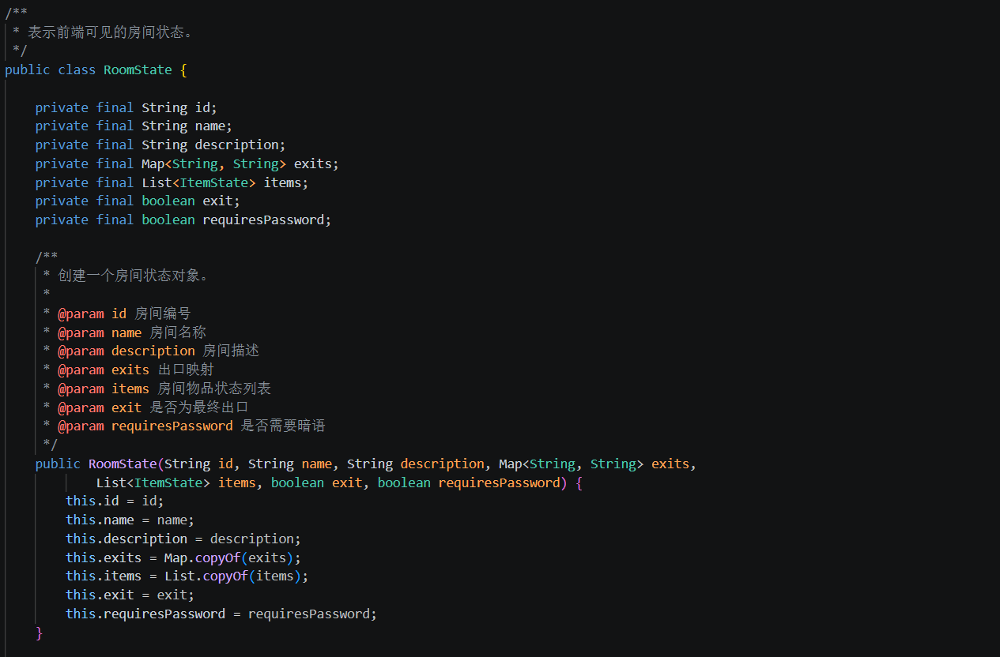 /**
 * 表示前端可见的房间状态。
 */
public class RoomState {
    private final String id;
    private final String name;
    private final String description;
    private final Map<String, String> exits;
    private final List<ItemState> items;
    private final boolean exit;
    private final boolean requiresPassword;
    /**
     * 创建一个房间状态对象。
     *
     * @param id 房间编号
     * @param name 房间名称
     * @param description 房间描述
     * @param exits 出口映射
     * @param items 房间物品状态列表
     * @param exit 是否为最终出口
     * @param requiresPassword 是否需要暗语
     */
    public RoomState(String id, String name, String description, Map<String, String> exits,
            List<ItemState> items, boolean exit, boolean requiresPassword) {
        this.id = id;
        this.name = name;
        this.description = description;
        this.exits = Map.copyOf(exits);
        this.items = List.copyOf(items);
        this.exit = exit;
        this.requiresPassword = requiresPassword;
    }